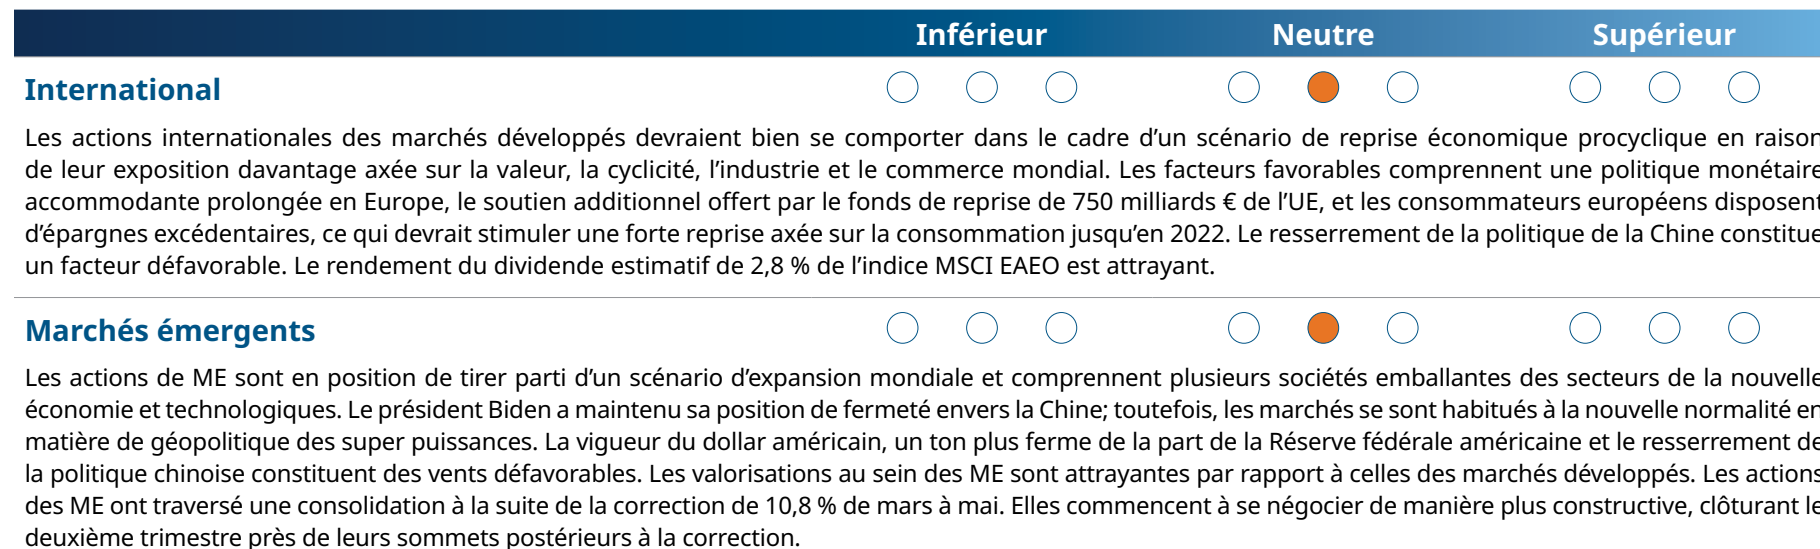 Inférieur Neutre Supérieur
International
Les actions internationales des marchés développés devraient bien se comporter dans le cadre d’un scénario de reprise économique procyclique en raison
de leur exposition davantage axée sur la valeur, la cyclicité, l’industrie et le commerce mondial. Les facteurs favorables comprennent une politique monétaire
accommodante prolongée en Europe, le soutien additionnel offert par le fonds de reprise de 750 milliards € de l’UE, et les consommateurs européens disposent
d’épargnes excédentaires, ce qui devrait stimuler une forte reprise axée sur la consommation jusqu’en 2022. Le resserrement de la politique de la Chine constitue
un facteur défavorable. Le rendement du dividende estimatif de 2,8 % de l’indice MSCI EAEO est attrayant.
Marchés émergents
Les actions de ME sont en position de tirer parti d’un scénario d’expansion mondiale et comprennent plusieurs sociétés emballantes des secteurs de la nouvelle
économie et technologiques. Le président Biden a maintenu sa position de fermeté envers la Chine; toutefois, les marchés se sont habitués à la nouvelle normalité en
matière de géopolitique des super puissances. La vigueur du dollar américain, un ton plus ferme de la part de la Réserve fédérale américaine et le resserrement de
la politique chinoise constituent des vents défavorables. Les valorisations au sein des ME sont attrayantes par rapport à celles des marchés développés. Les actions
des ME ont traversé une consolidation à la suite de la correction de 10,8 % de mars à mai. Elles commencent à se négocier de manière plus constructive, clôturant le
deuxième trimestre près de leurs sommets postérieurs à la correction.